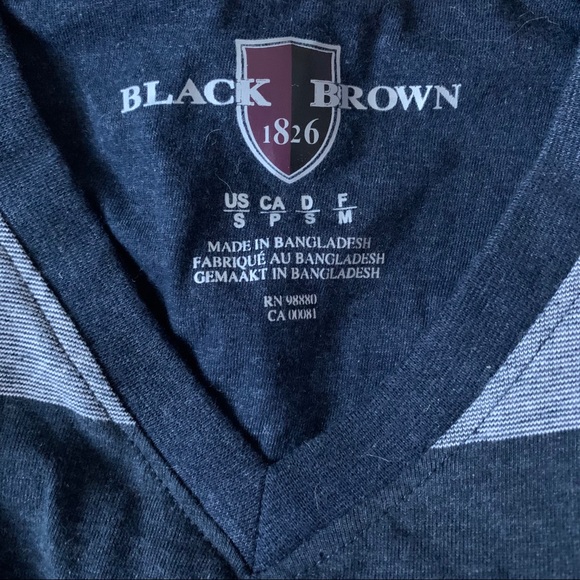 BLACK BROWN
1826
US CA D F
S P S M
MADE IN BANGLADESH
FABRIQUÉ AU BANGLADESH
GEMAAKT IN BANGLADESH
RN 98880
CA 00081